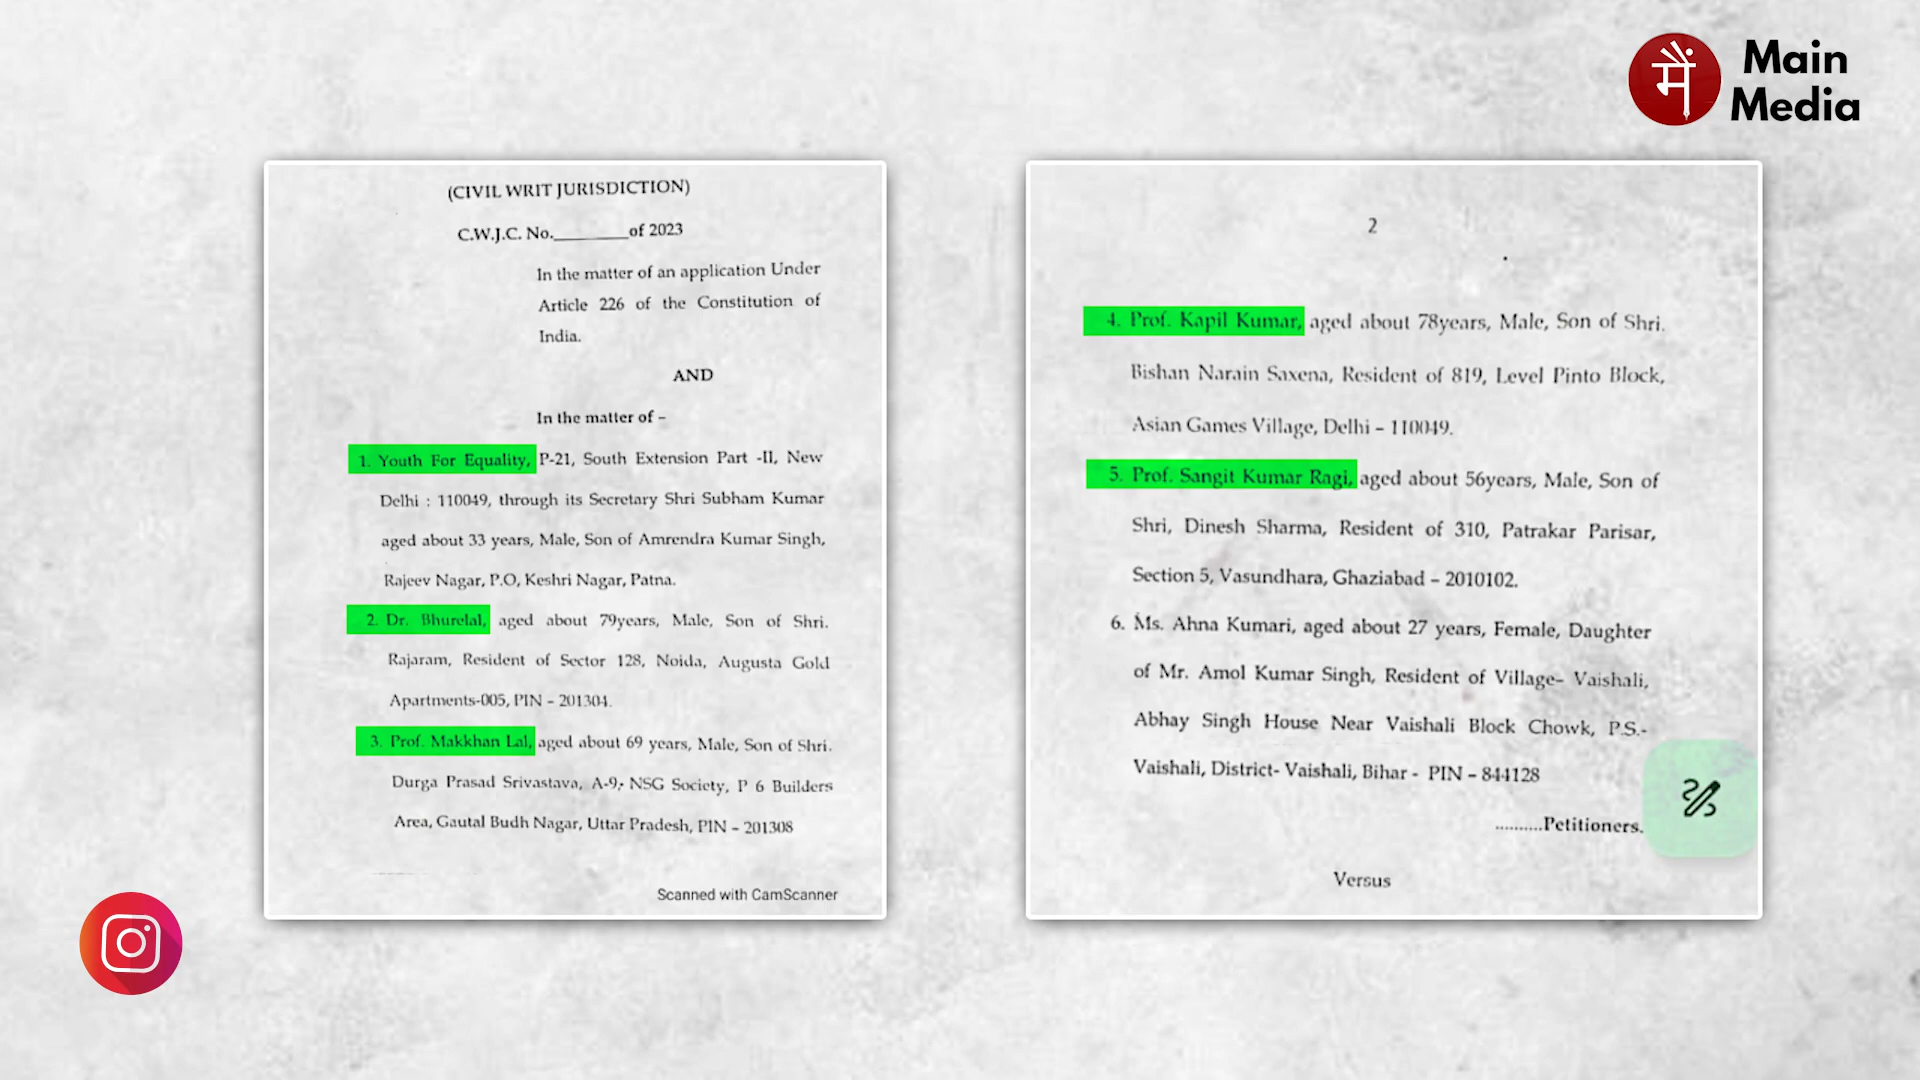 में
Main
Media
(CIVIL WRIT JURISDICTION)
C.W.J.C. No.________of 2023
In the matter of an application Under
Article 226 of the Constitution of
India.
AND
In the matter of –
1. Youth For Equality, P-21, South Extension Part -II, New
Delhi : 110049, through its Secretary Shri Subham Kumar
aged about 33 years, Male, Son of Amrendra Kumar Singh,
Rajeev Nagar, P.O, Keshri Nagar, Patna.
2. Dr. Bhurelal, aged about 79years, Male, Son of Shri.
Rajaram, Resident of Sector 128, Noida, Augusta Gold
Apartments-005, PIN – 201304.
3. Prof. Makkhan Lal, aged about 69 years, Male, Son of Shri.
Durga Prasad Srivastava, A-9,- NSG Society, P 6 Builders
Area, Gautal Budh Nagar, Uttar Pradesh, PIN – 201308
Scanned with CamScanner
2
4. Prof. Kapil Kumar, aged about 78years, Male, Son of Shri.
Bishan Narain Saxena, Resident of 819, Level Pinto Block,
Asian Games Village, Delhi – 110049.
5. Prof. Sangit Kumar Ragi, aged about 56years, Male, Son of
Shri, Dinesh Sharma, Resident of 310, Patrakar Parisar,
Section 5, Vasundhara, Ghaziabad – 2010102.
6. Ms. Ahna Kumari, aged about 27 years, Female, Daughter
of Mr. Amol Kumar Singh, Resident of Village– Vaishali,
Abhay Singh House Near Vaishali Block Chowk, P.S.-
Vaishali, District- Vaishali, Bihar - PIN – 844128
..........Petitioners.
Versus